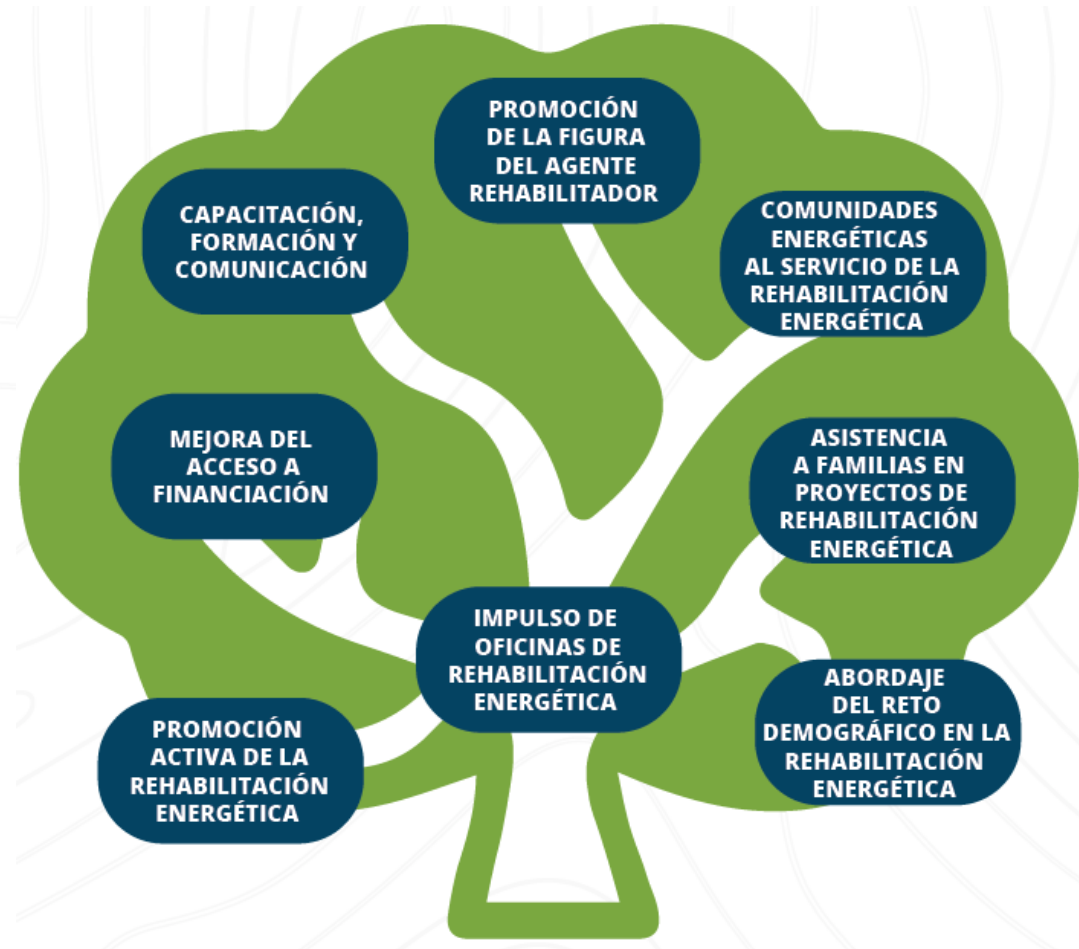 PROMOCIÓN
DE LA FIGURA
DEL AGENTE
REHABILITADOR
CAPACITACIÓN,
FORMACIÓN Y
COMUNICACIÓN
COMUNIDADES
ENERGÉTICAS
AL SERVICIO DE LA
REHABILITACIÓN
ENERGÉTICA
MEJORA DEL
ACCESO A
FINANCIACIÓN
ASISTENCIA
A FAMILIAS EN
PROYECTOS DE
REHABILITACIÓN
ENERGÉTICA
IMPULSO DE
OFICINAS DE
REHABILITACIÓN
ENERGÉTICA
PROMOCIÓN
ACTIVA DE LA
REHABILITACIÓN
ENERGÉTICA
ABORDAJE
DEL RETO
DEMOGRÁFICO EN LA
REHABILITACIÓN
ENERGÉTICA